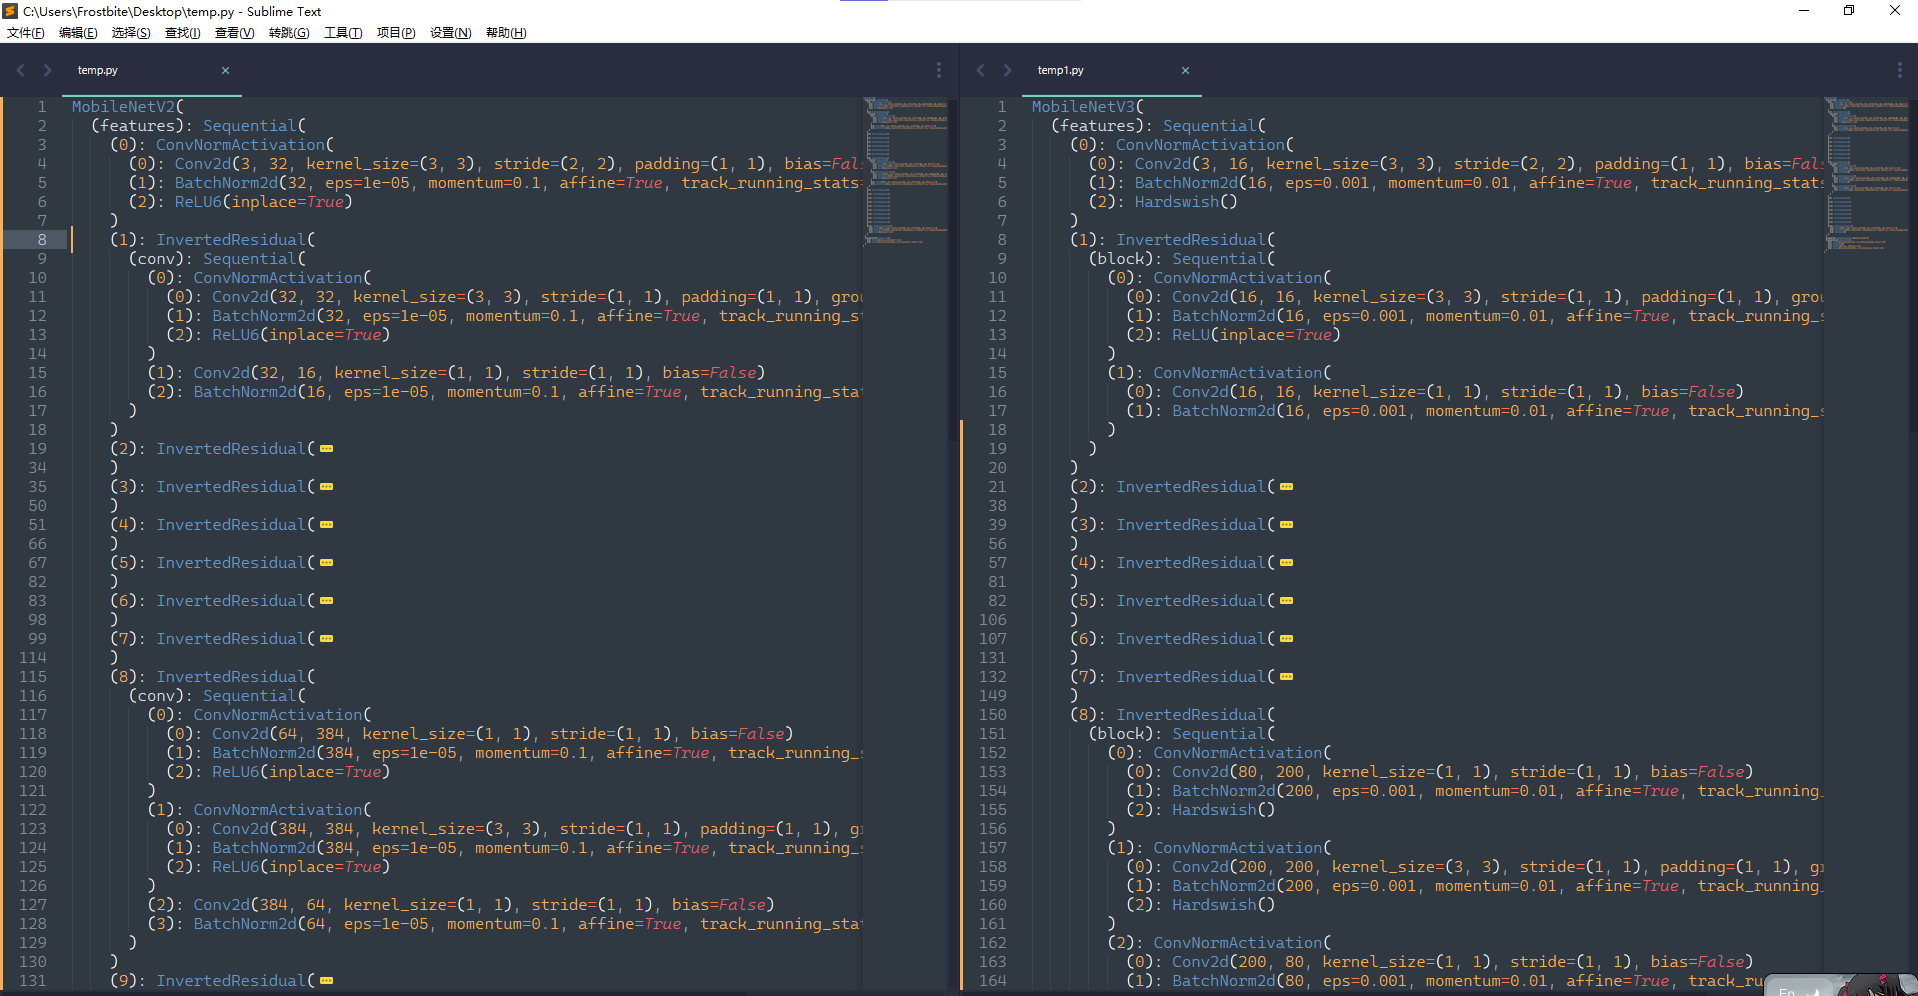 C:\Users\Frostbite\Desktop\temp.py - Sublime Text
文件(F) 编辑(E) 选择(S) 查找(I) 查看(V) 转跳(G) 工具(T) 项目(P) 设置(N) 帮助(H)
temp.py
1 MobileNetV2(
2 (features): Sequential(
3 (0): ConvNormActivation(
4 (0): Conv2d(3, 32, kernel_size=(3, 3), stride=(2, 2), padding=(1, 1), bias=Fal
5 (1): BatchNorm2d(32, eps=1e-05, momentum=0.1, affine=True, track_running_stats=
6 (2): ReLU6(inplace=True)
7 )
8 (1): InvertedResidual(
9 (conv): Sequential(
10 (0): ConvNormActivation(
11 (0): Conv2d(32, 32, kernel_size=(3, 3), stride=(1, 1), padding=(1, 1), gro
12 (1): BatchNorm2d(32, eps=1e-05, momentum=0.1, affine=True, track_running_s
13 (2): ReLU6(inplace=True)
14 )
15 (1): Conv2d(32, 16, kernel_size=(1, 1), stride=(1, 1), bias=False)
16 (2): BatchNorm2d(16, eps=1e-05, momentum=0.1, affine=True, track_running_sta
17 )
18 )
19 (2): InvertedResidual(
34 )
35 (3): InvertedResidual(
50 )
51 (4): InvertedResidual(
66 )
67 (5): InvertedResidual(
82 )
83 (6): InvertedResidual(
98 )
99 (7): InvertedResidual(
114 )
115 (8): InvertedResidual(
116 (conv): Sequential(
117 (0): ConvNormActivation(
118 (0): Conv2d(64, 384, kernel_size=(1, 1), stride=(1, 1), bias=False)
119 (1): BatchNorm2d(384, eps=1e-05, momentum=0.1, affine=True, track_running_
120 (2): ReLU6(inplace=True)
121 )
122 (1): ConvNormActivation(
123 (0): Conv2d(384, 384, kernel_size=(3, 3), stride=(1, 1), padding=(1, 1), g
124 (1): BatchNorm2d(384, eps=1e-05, momentum=0.1, affine=True, track_running_
125 (2): ReLU6(inplace=True)
126 )
127 (2): Conv2d(384, 64, kernel_size=(1, 1), stride=(1, 1), bias=False)
128 (3): BatchNorm2d(64, eps=1e-05, momentum=0.1, affine=True, track_running_sta
129 )
130 )
131 (9): InvertedResidual(
temp1.py
1 MobileNetV3(
2 (features): Sequential(
3 (0): ConvNormActivation(
4 (0): Conv2d(3, 16, kernel_size=(3, 3), stride=(2, 2), padding=(1, 1), bias=Fal
5 (1): BatchNorm2d(16, eps=0.001, momentum=0.01, affine=True, track_running_stat
6 (2): Hardswish()
7 )
8 (1): InvertedResidual(
9 (block): Sequential(
10 (0): ConvNormActivation(
11 (0): Conv2d(16, 16, kernel_size=(3, 3), stride=(1, 1), padding=(1, 1), gro
12 (1): BatchNorm2d(16, eps=0.001, momentum=0.01, affine=True, track_running_
13 (2): ReLU(inplace=True)
14 )
15 (1): ConvNormActivation(
16 (0): Conv2d(16, 16, kernel_size=(1, 1), stride=(1, 1), bias=False)
17 (1): BatchNorm2d(16, eps=0.001, momentum=0.01, affine=True, track_running_
18 )
19 )
20 )
21 (2): InvertedResidual(
38 )
39 (3): InvertedResidual(
56 )
57 (4): InvertedResidual(
81 )
82 (5): InvertedResidual(
106 )
107 (6): InvertedResidual(
131 )
132 (7): InvertedResidual(
149 )
150 (8): InvertedResidual(
151 (block): Sequential(
152 (0): ConvNormActivation(
153 (0): Conv2d(80, 200, kernel_size=(1, 1), stride=(1, 1), bias=False)
154 (1): BatchNorm2d(200, eps=0.001, momentum=0.01, affine=True, track_running
155 (2): Hardswish()
156 )
157 (1): ConvNormActivation(
158 (0): Conv2d(200, 200, kernel_size=(3, 3), stride=(1, 1), padding=(1, 1), g
159 (1): BatchNorm2d(200, eps=0.001, momentum=0.01, affine=True, track_running
160 (2): Hardswish()
161 )
162 (2): ConvNormActivation(
163 (0): Conv2d(200, 80, kernel_size=(1, 1), stride=(1, 1), bias=False)
164 (1): BatchNorm2d(80, eps=0.001, momentum=0.01, affine=True, track_ru
En